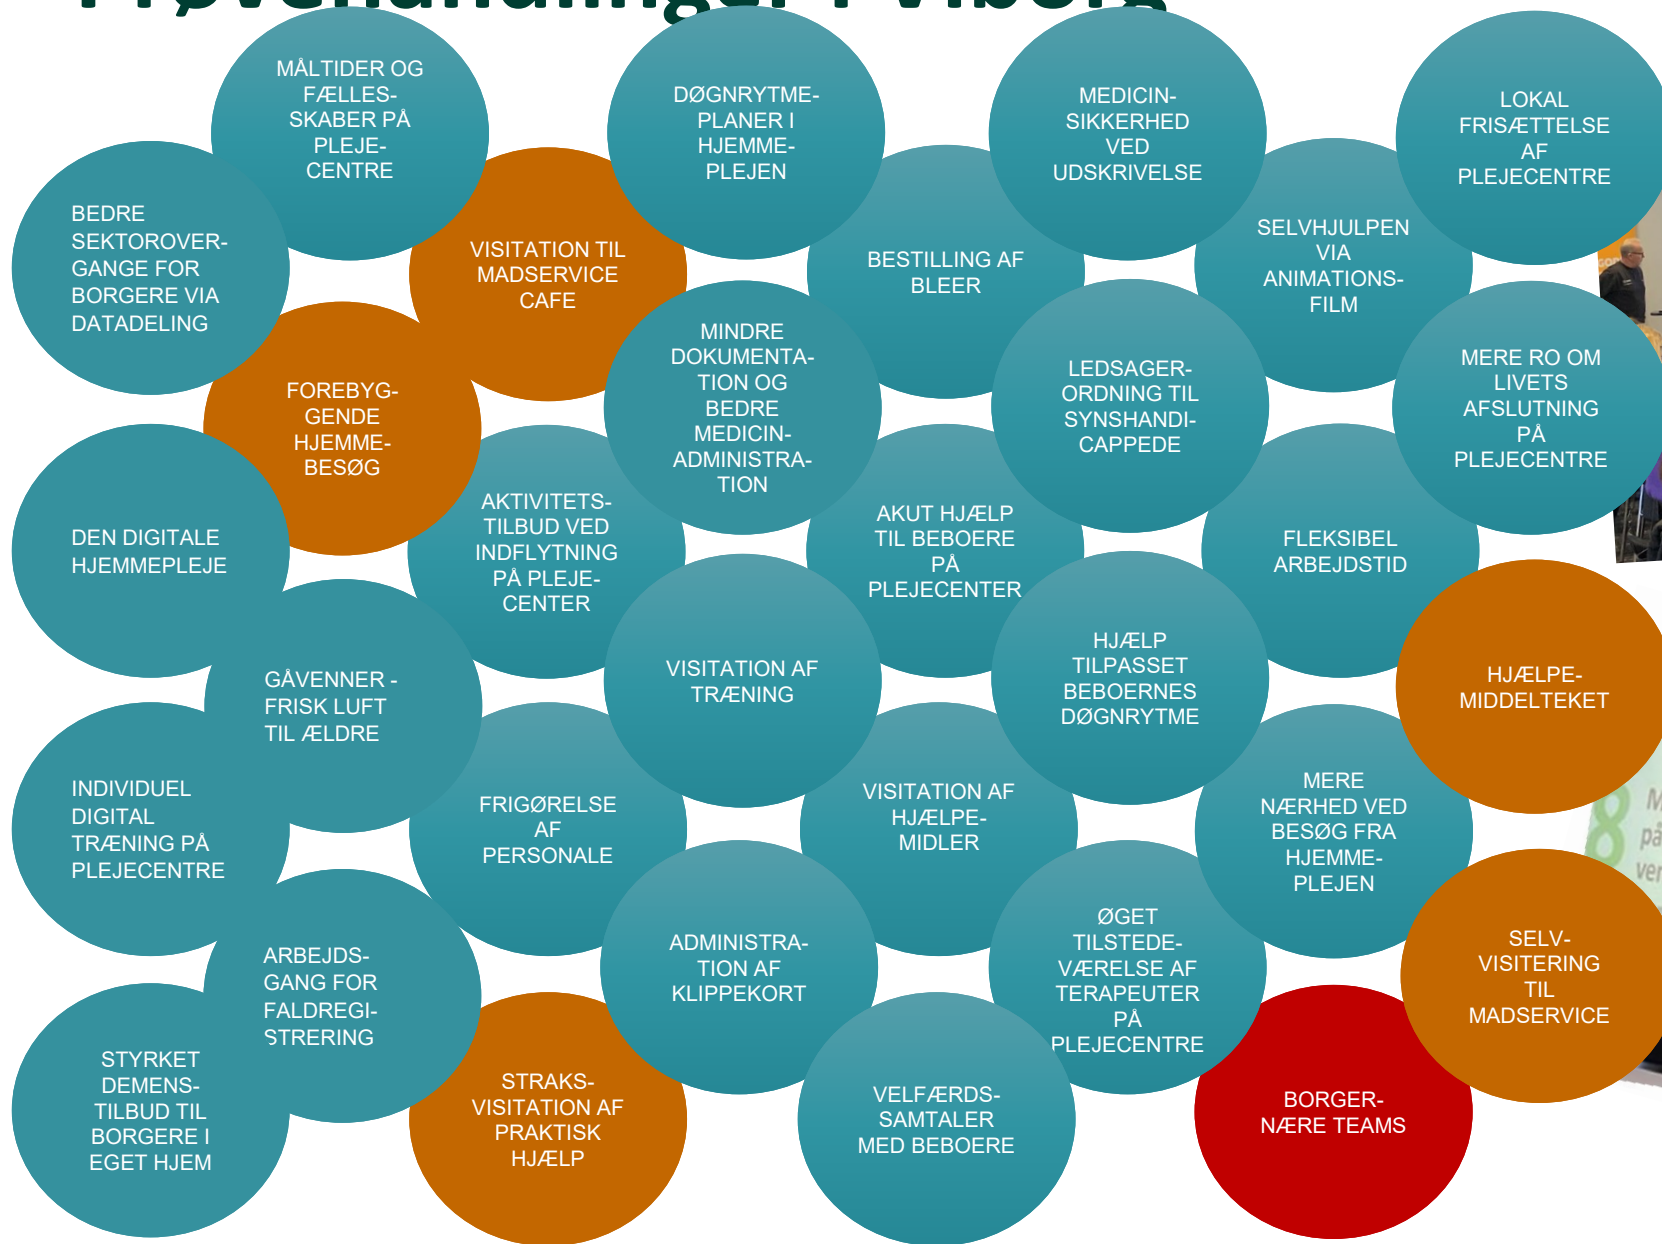 Prøvehandlinger i Viborg
MÅLTIDER OG
FÆLLES-
SKABER PÅ
PLEJE-
CENTRE
DØGNRYTME-
PLANER I
HJEMME-
PLEJEN
MEDICIN-
SIKKERHED
VED
UDSKRIVELSE
LOKAL
FRISÆTTELSE
AF
PLEJECENTRE
BEDRE
SEKTOROVER-
GANGE FOR
BORGERE VIA
DATADELING
VISITATION TIL
MADSERVICE
CAFE
BESTILLING AF
BLEER
SELVHJULPEN
VIA
ANIMATIONS-
FILM
FOREBYG-
GENDE
HJEMME-
BESØG
MINDRE
DOKUMENTA-
TION OG
BEDRE
MEDICIN-
ADMINISTRA-
TION
LEDSAGER-
ORDNING TIL
SYNSHANDI-
CAPPEDE
MERE RO OM
LIVETS
AFSLUTNING
PÅ
PLEJECENTRE
DEN DIGITALE
HJEMMEPLEJE
AKTIVITETS-
TILBUD VED
INDFLYTNING
PÅ PLEJE-
CENTER
AKUT HJÆLP
TIL BEBOERE
PÅ
PLEJECENTER
FLEKSIBEL
ARBEJDSTID
GÅVENNER -
FRISK LUFT
TIL ÆLDRE
VISITATION AF
TRÆNING
HJÆLP
TILPASSET
BEBOERNES
DØGNRYTME
HJÆLPE-
MIDDELTEKET
INDIVIDUEL
DIGITAL
TRÆNING PÅ
PLEJECENTRE
FRIGØRELSE
AF
PERSONALE
VISITATION AF
HJÆLPE-
MIDLER
MERE
NÆRHED VED
BESØG FRA
HJEMME-
PLEJEN
8
på
ARBEJDS-
GANG FOR
FALDREGI-
STRERING
ADMINISTRA-
TION AF
KLIPPEKORT
ØGET
TILSTEDE-
VÆRELSE AF
TERAPEUTER
PÅ
PLEJECENTRE
SELV-
VISITERING
TIL
MADSERVICE
STYRKET
DEMENS-
TILBUD TIL
BORGERE I
EGET HJEM
STRAKS-
VISITATION AF
PRAKTISK
HJÆLP
VELFÆRDS-
SAMTALER
MED BEBOERE
BORGER-
NÆRE TEAMS